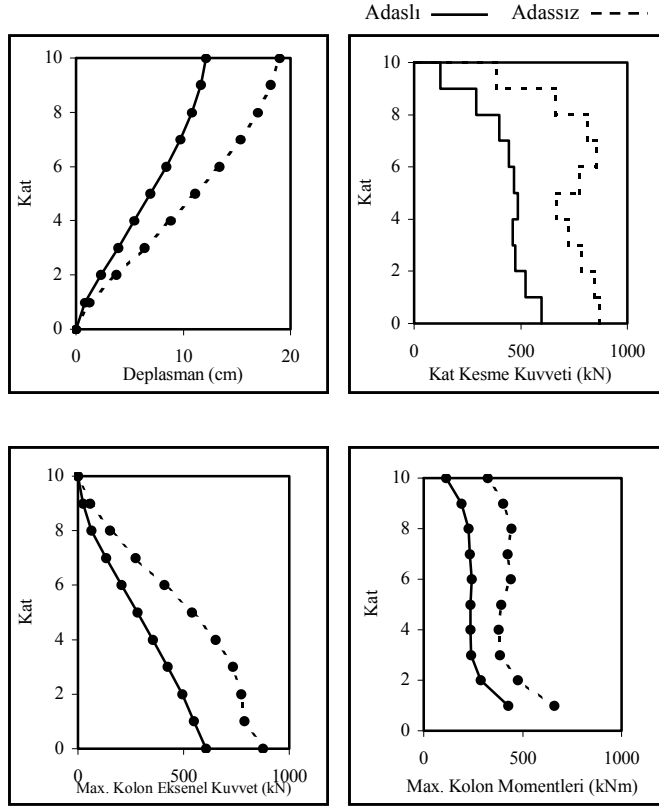 Adaslı Adassız
10
8
6
4
2
0
Kat
0 10 20
Deplasman (cm)
10
8
6
4
2
0
Kat
0 500 1000
Kat Kesme Kuvveti (kN)
10
8
6
4
2
0
Kat
0 500 1000
Max. Kolon Eksenel Kuvvet (kN)
10
8
6
4
2
0
Kat
0 500 1000
Max. Kolon Momentleri (kNm)